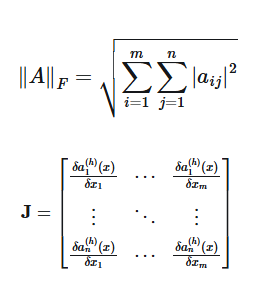 ‖A‖_F = √(∑_{i=1}^{m} ∑_{j=1}^{n} |a_{ij}|^2)
J = [ δa_1^{(h)}(x)/δx_1 ⋯ δa_1^{(h)}(x)/δx_m
⋮ ⋱ ⋮
δa_n^{(h)}(x)/δx_1 ⋯ δa_n^{(h)}(x)/δx_m ]